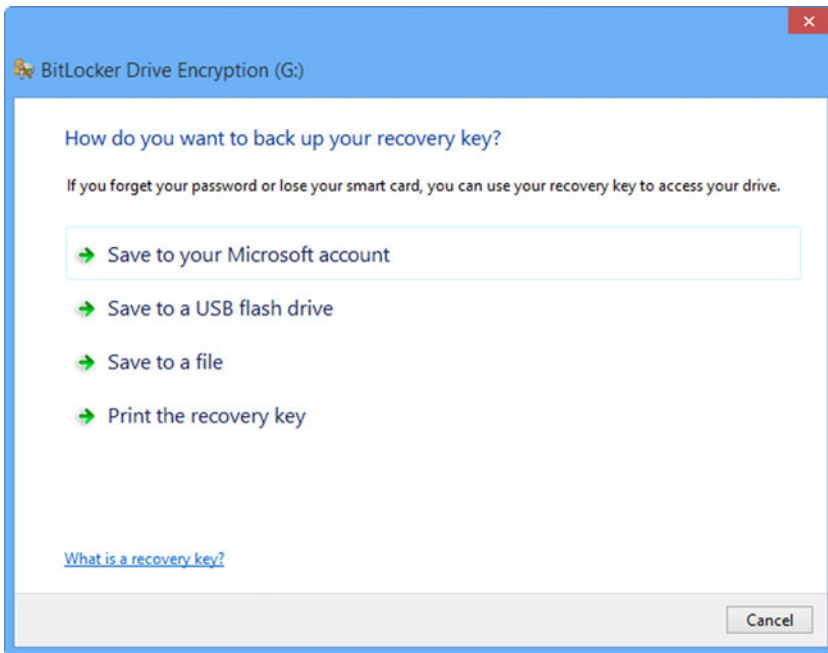 BitLocker Drive Encryption (G:)
How do you want to back up your recovery key?
If you forget your password or lose your smart card, you can use your recovery key to access your drive.
Save to your Microsoft account
Save to a USB flash drive
Save to a file
Print the recovery key
What is a recovery key?
Cancel